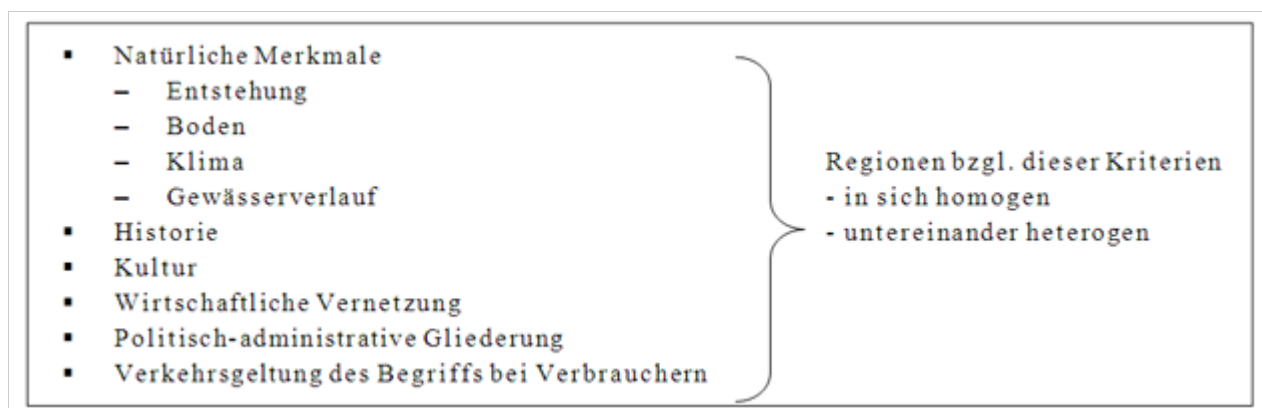 ▪ Natürliche Merkmale
– Entstehung
– Boden
– Klima
– Gewässerverlauf
▪ Historie
▪ Kultur
▪ Wirtschaftliche Vernetzung
▪ Politisch-administrative Gliederung
▪ Verkehrsgeltung des Begriffs bei Verbrauchern
Regionen bzgl. dieser Kriterien
- in sich homogen
- untereinander heterogen